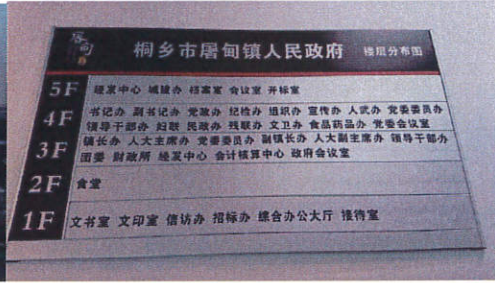 屠甸
桐乡市屠甸镇人民政府 楼层分布图
5F 经发中心 城建办 档案室 会议室 开标室
4F 书记办 副书记办 党政办 纪检办 组织办 宣传办 人武办 党委委员办
领导干部办 妇联 民政办 残联办 文卫办 食品药品办 党委会议室
3F 镇长办 人大主席办 党委委员办 副镇长办 人大副主席办 领导干部办
团委 财政所 经发中心 会计核算中心 政府会议室
2F 食堂
1F 文书室 文印室 信访办 招标办 综合办公大厅 接待室